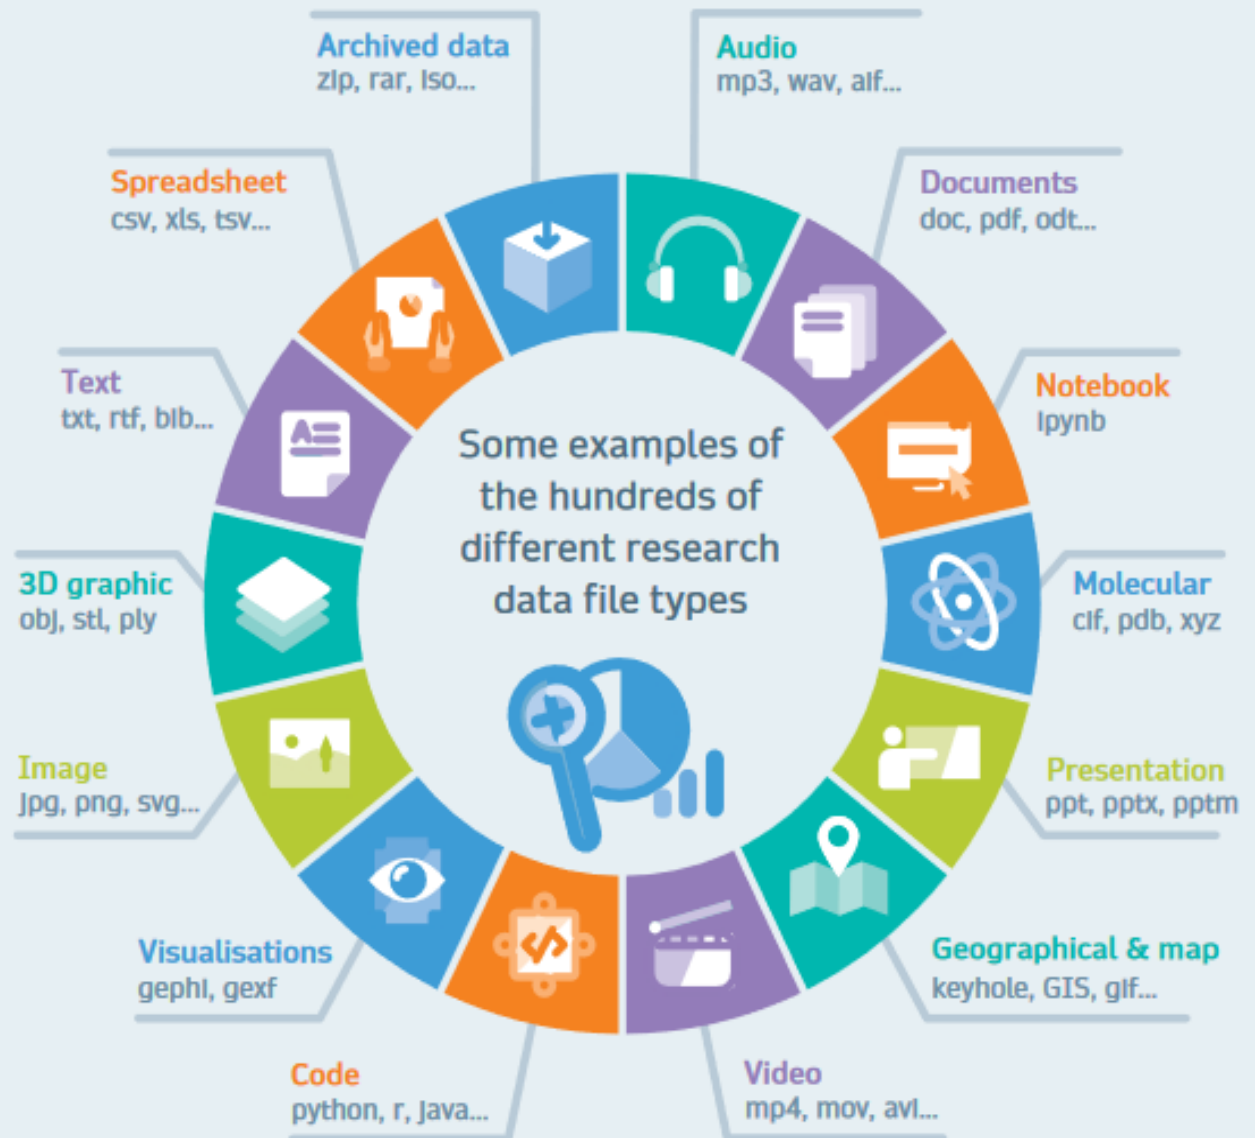 Archived data
zip, rar, iso...
Audio
mp3, wav, aif...
Spreadsheet
csv, xls, tsv...
Documents
doc, pdf, odt...
Text
txt, rtf, bib...
Notebook
ipynb
Some examples of
the hundreds of
different research
data file types
3D graphic
obj, stl, ply
Molecular
cif, pdb, xyz
Image
jpg, png, svg...
Presentation
ppt, pptx, pptm
Visualisations
gephi, gexf
Geographical & map
keyhole, GIS, gif...
Code
python, r, java...
Video
mp4, mov, avi...